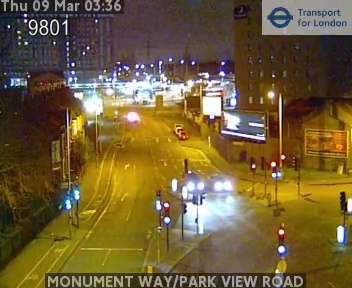 Thu 09 Mar 03:36
9801
Transport
for London
MONUMENT WAY/PARK VIEW ROAD